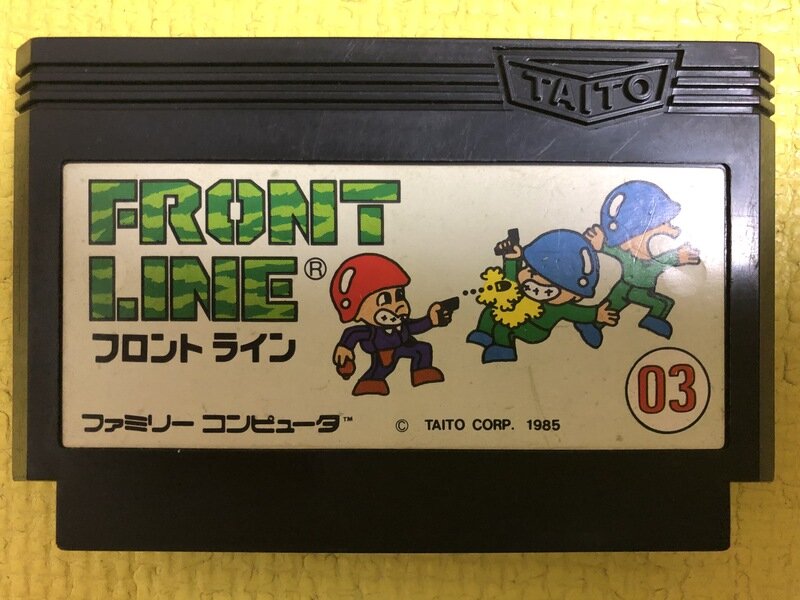 TAITO
FRONT
LINE®
フロント ライン
03
ファミリー コンピュータ™
© TAITO CORP. 1985